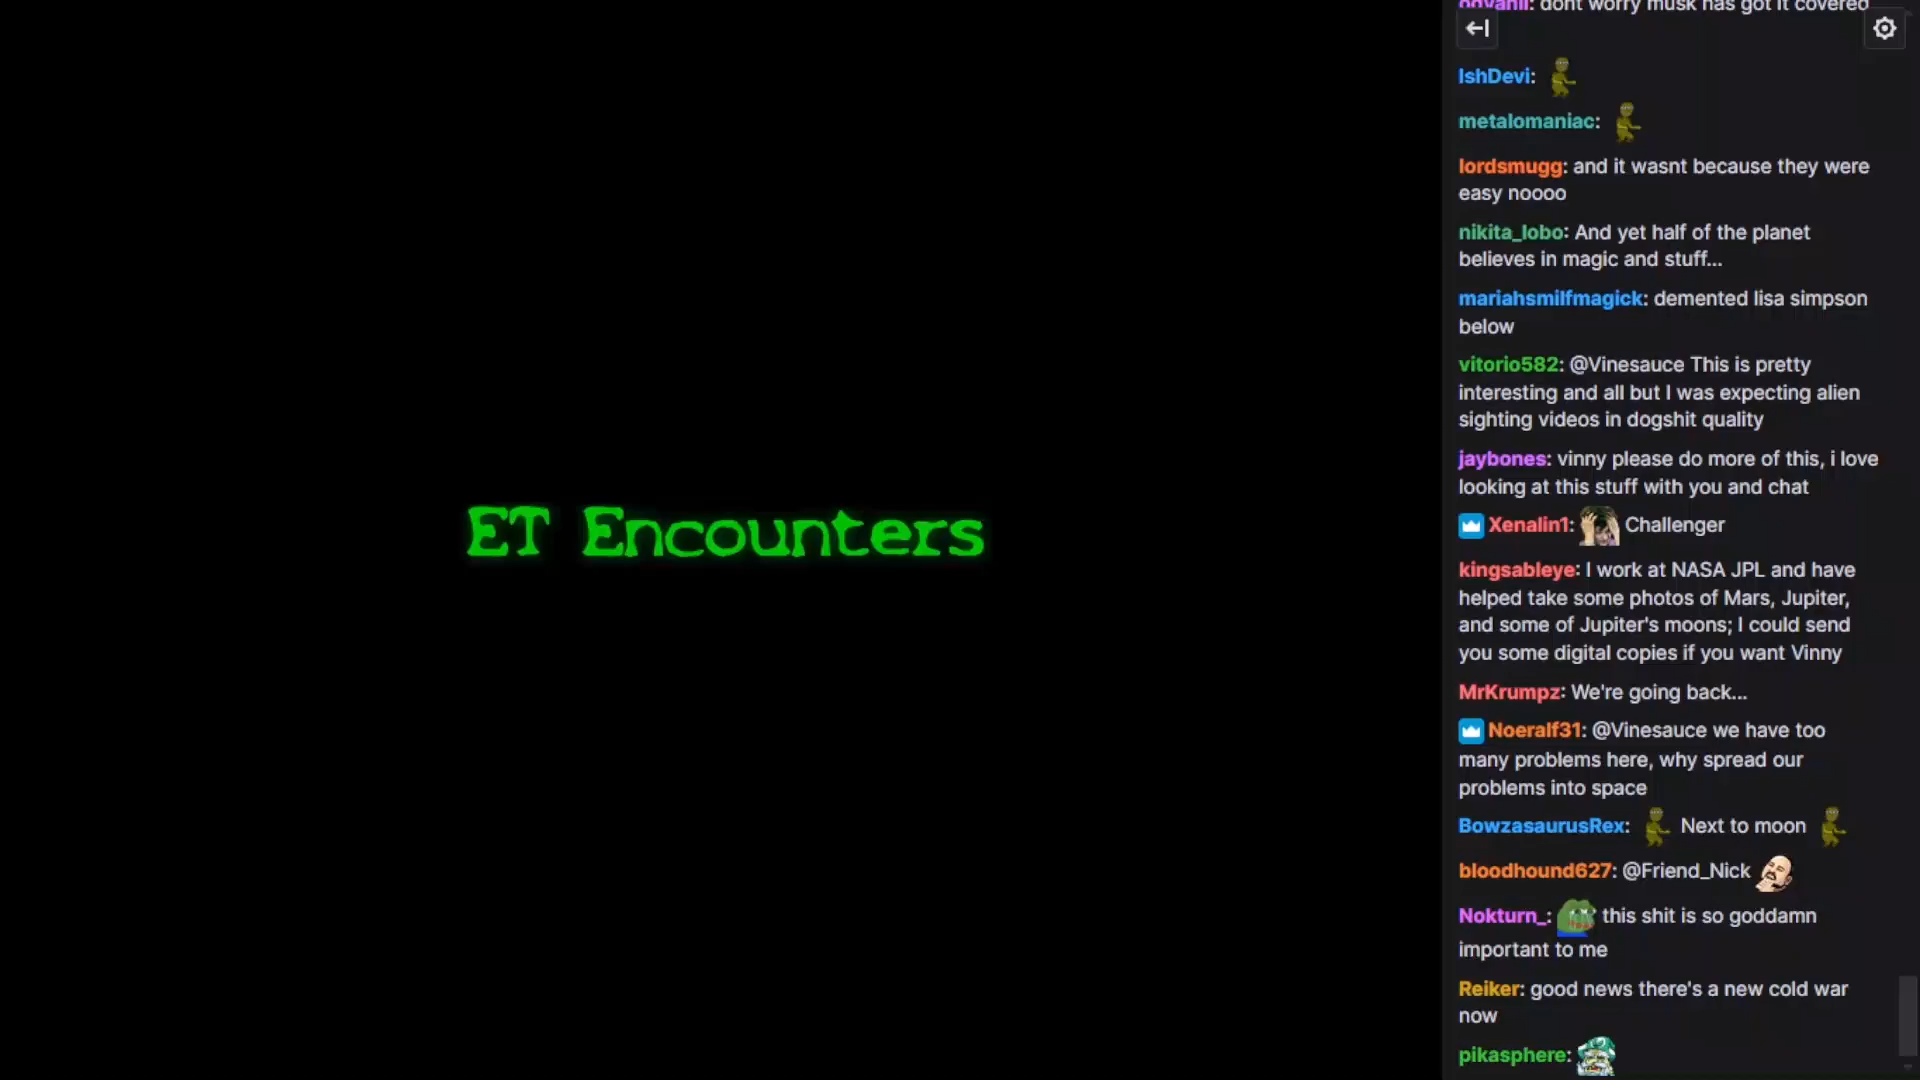 ET Encounters
dont worry musk has got it covered
IshDevi:
metalomaniac:
lordsmugg: and it wasnt because they were
easy noooo
nikita_lobo: And yet half of the planet
believes in magic and stuff...
mariahsmilfmagick: demented lisa simpson
below
vitorio582: @Vinesauce This is pretty
interesting and all but I was expecting alien
sighting videos in dogshit quality
jaybones: vinny please do more of this, i love
looking at this stuff with you and chat
Xenalin1: Challenger
kingsableye: I work at NASA JPL and have
helped take some photos of Mars, Jupiter,
and some of Jupiter's moons; I could send
you some digital copies if you want Vinny
MrKrumpz: We're going back...
Noeralf31: @Vinesauce we have too
many problems here, why spread our
problems into space
BowzasaurusRex: Next to moon
bloodhound627: @Friend_Nick
Nokturn_: this shit is so goddamn
important to me
Reiker: good news there's a new cold war
now
pikasphere: